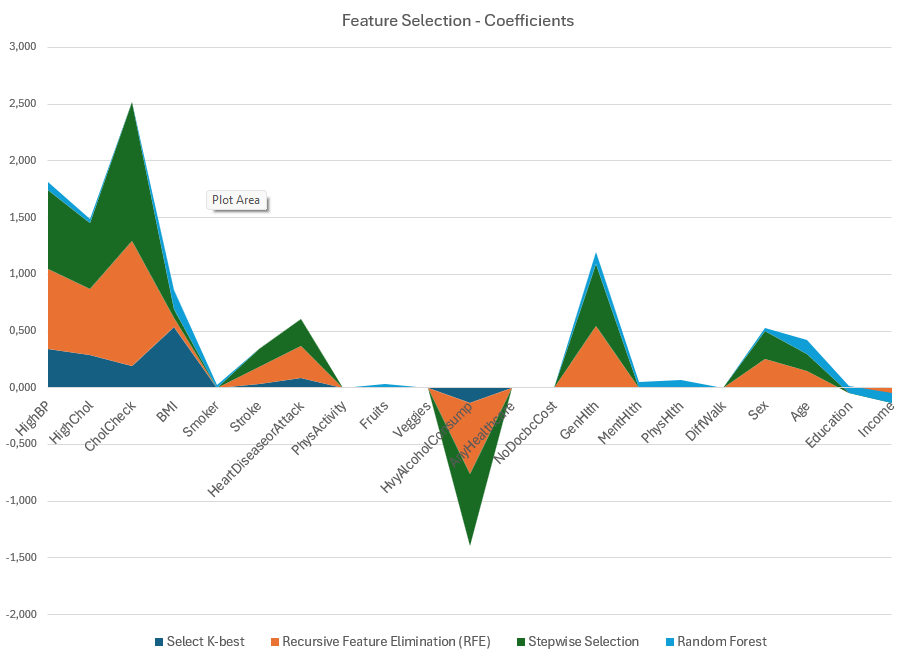 Feature Selection - Coefficients
3,000
2,500
2,000
Plot Area
1,500
1,000
0,500
0,000
-0,500
-1,000
-1,500
-2,000
HighBP
HighChol
CholCheck
BMI
Smoker
Stroke
HeartDiseaseorAttack
PhysActivity
Fruits
Veggies
HvyAlcoholConsump
AnyHealthcare
NoDocbcCost
GenHlth
MentHlth
PhysHlth
DiffWalk
Sex
Age
Education
Income
Select K-best
Recursive Feature Elimination (RFE)
Stepwise Selection
Random Forest